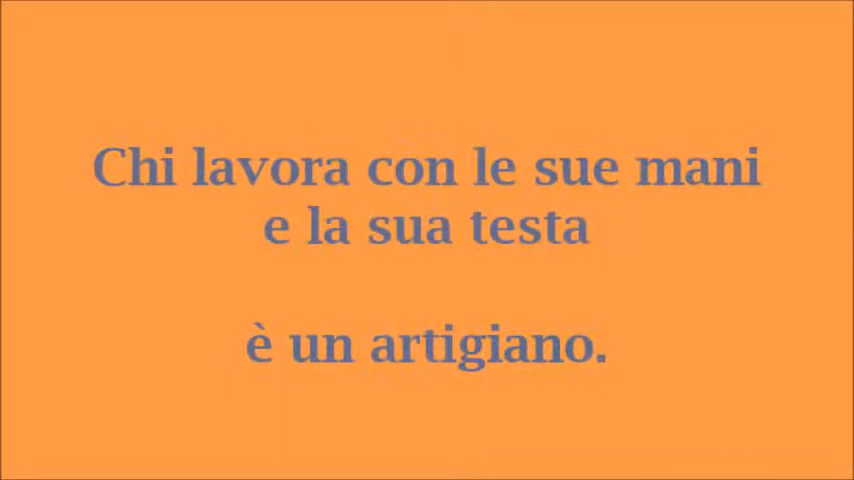 Chi lavora con le sue mani
e la sua testa
è un artigiano.